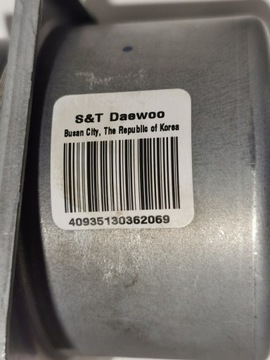 S&T Daewoo
Busan City, The Republic of Korea
40935130362069